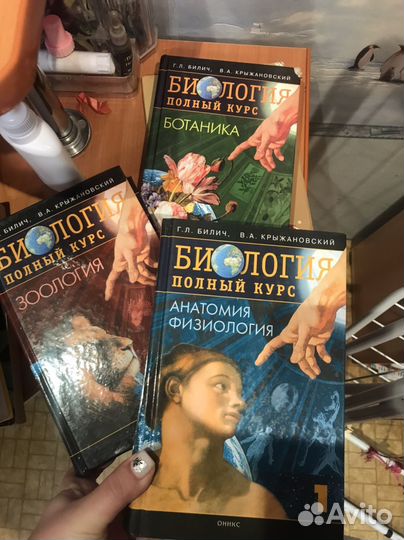 Г.Л. БИЛИЧ, В.А. КРЫЖАНОВСКИЙ
БИОЛОГИЯ
ПОЛНЫЙ КУРС
БОТАНИКА
БИЛИЧ, В.А. КРЫЖАНОВСКИЙ
БИОЛОГИЯ
ПОЛНЫЙ КУРС
ЗООЛОГИЯ
Г.Л. БИЛИЧ, В.А. КРЫЖАНОВСКИЙ
БИОЛОГИЯ
ПОЛНЫЙ КУРС
АНАТОМИЯ
ФИЗИОЛОГИЯ
1
ОНИКС
Avito